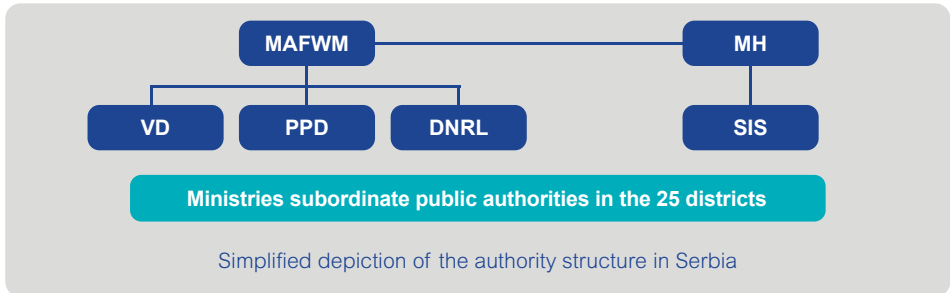 MAFWM
MH
VD
PPD
DNRL
SIS
Ministries subordinate public authorities in the 25 districts
Simplified depiction of the authority structure in Serbia